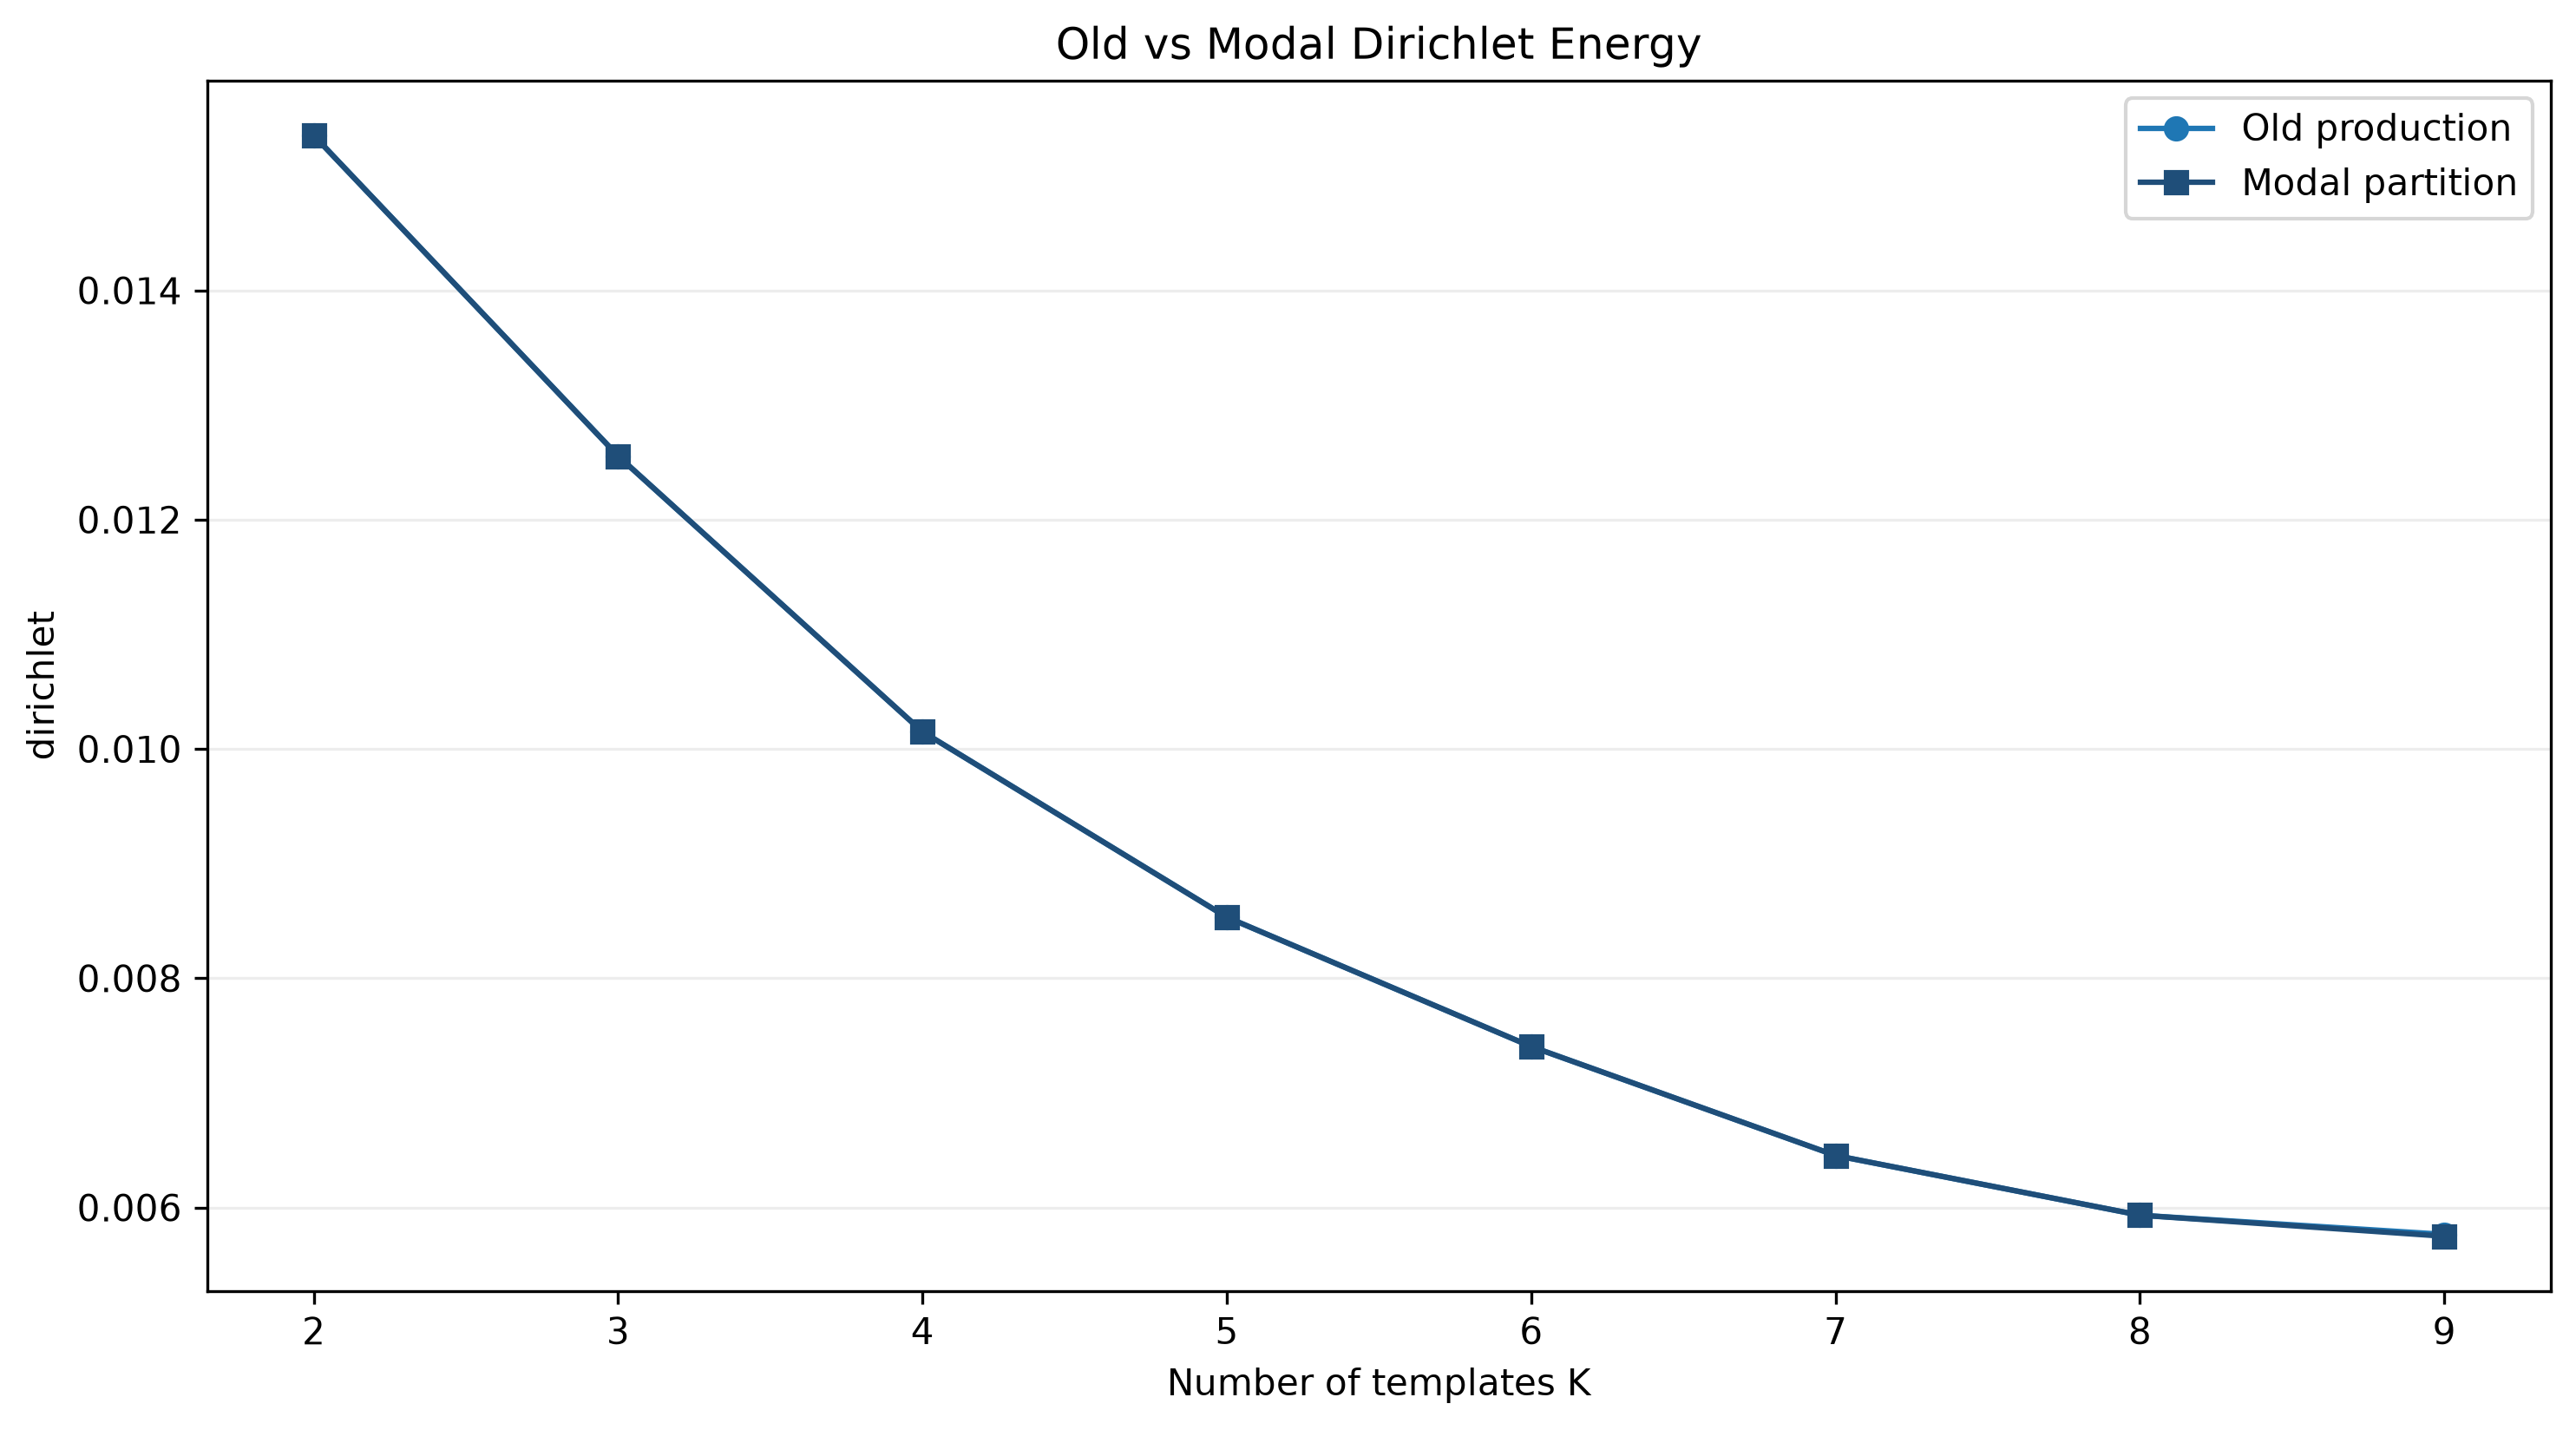 Old vs Modal Dirichlet Energy
Old production
Modal partition
0.014
0.012
0.010
0.008
0.006
dirichlet
2 3 4 5 6 7 8 9
Number of templates K